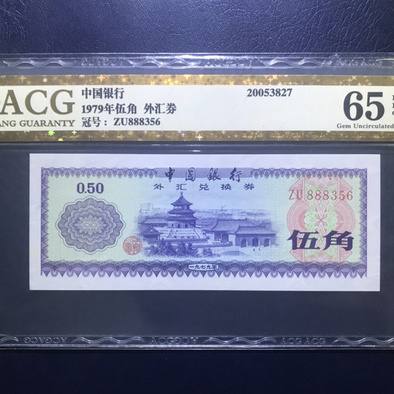 ACG
ANG GUARANTY
中国银行
1979年伍角 外汇券
冠号：ZU888356
20053827
65
Gem Uncirculated
中国银行
外汇兑换券
0.50
ZU888356
伍角
一九七九年